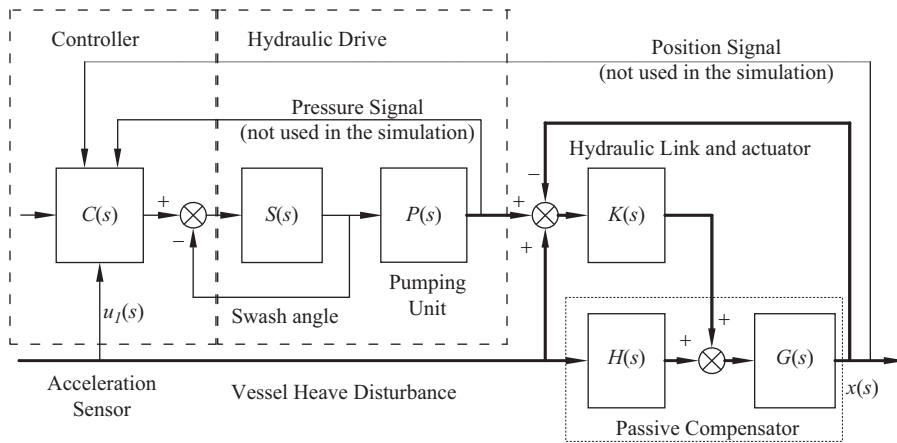 Controller
Hydraulic Drive
Position Signal
(not used in the simulation)
Pressure Signal
(not used in the simulation)
Hydraulic Link and actuator
−
C(s)
+
−
S(s)
P(s)
+
+
K(s)
Pumping
Unit
u1(s)
Swash angle
+
+
H(s)
G(s)
x(s)
Acceleration
Sensor
Vessel Heave Disturbance
Passive Compensator